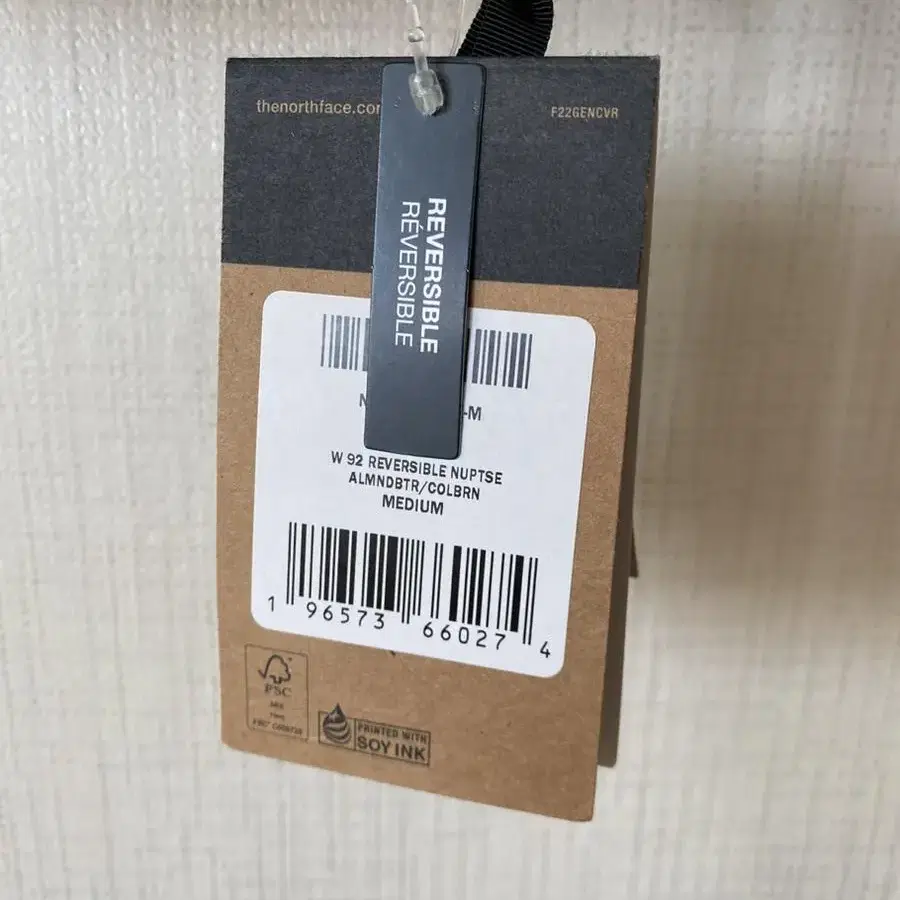 thenorthface.co
F22GENCVR
REVERSIBLE
RÉVERSIBLE
-M
W 92 REVERSIBLE NUPTSE
ALMNDBTR/COLBRN
MEDIUM
1 96573 66027 4
FSC
MIX
PRINTED WITH
SOY INK